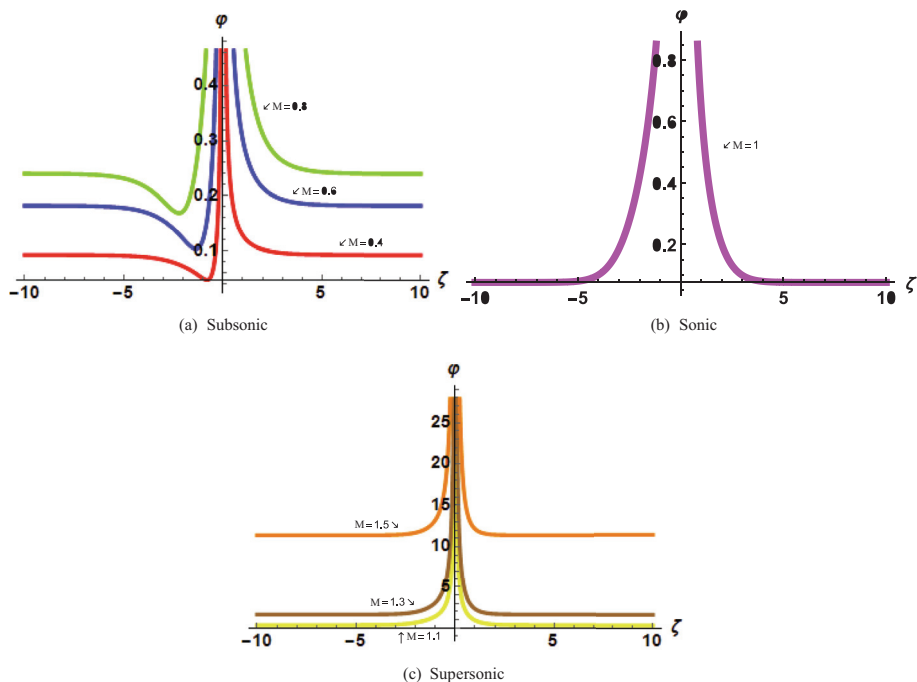 φ
0.4
0.3
0.2
0.1
↙ M = 0.8
↙ M = 0.6
↙ M = 0.4
−10
−5
5
10
ζ
(a) Subsonic
φ
0.8
0.6
0.4
0.2
↙ M = 1
−10
−5
5
10
ζ
(b) Sonic
φ
25
20
15
10
5
M = 1.5 ↘
M = 1.3 ↘
↑ M = 1.1
−10
−5
5
10
ζ
(c) Supersonic